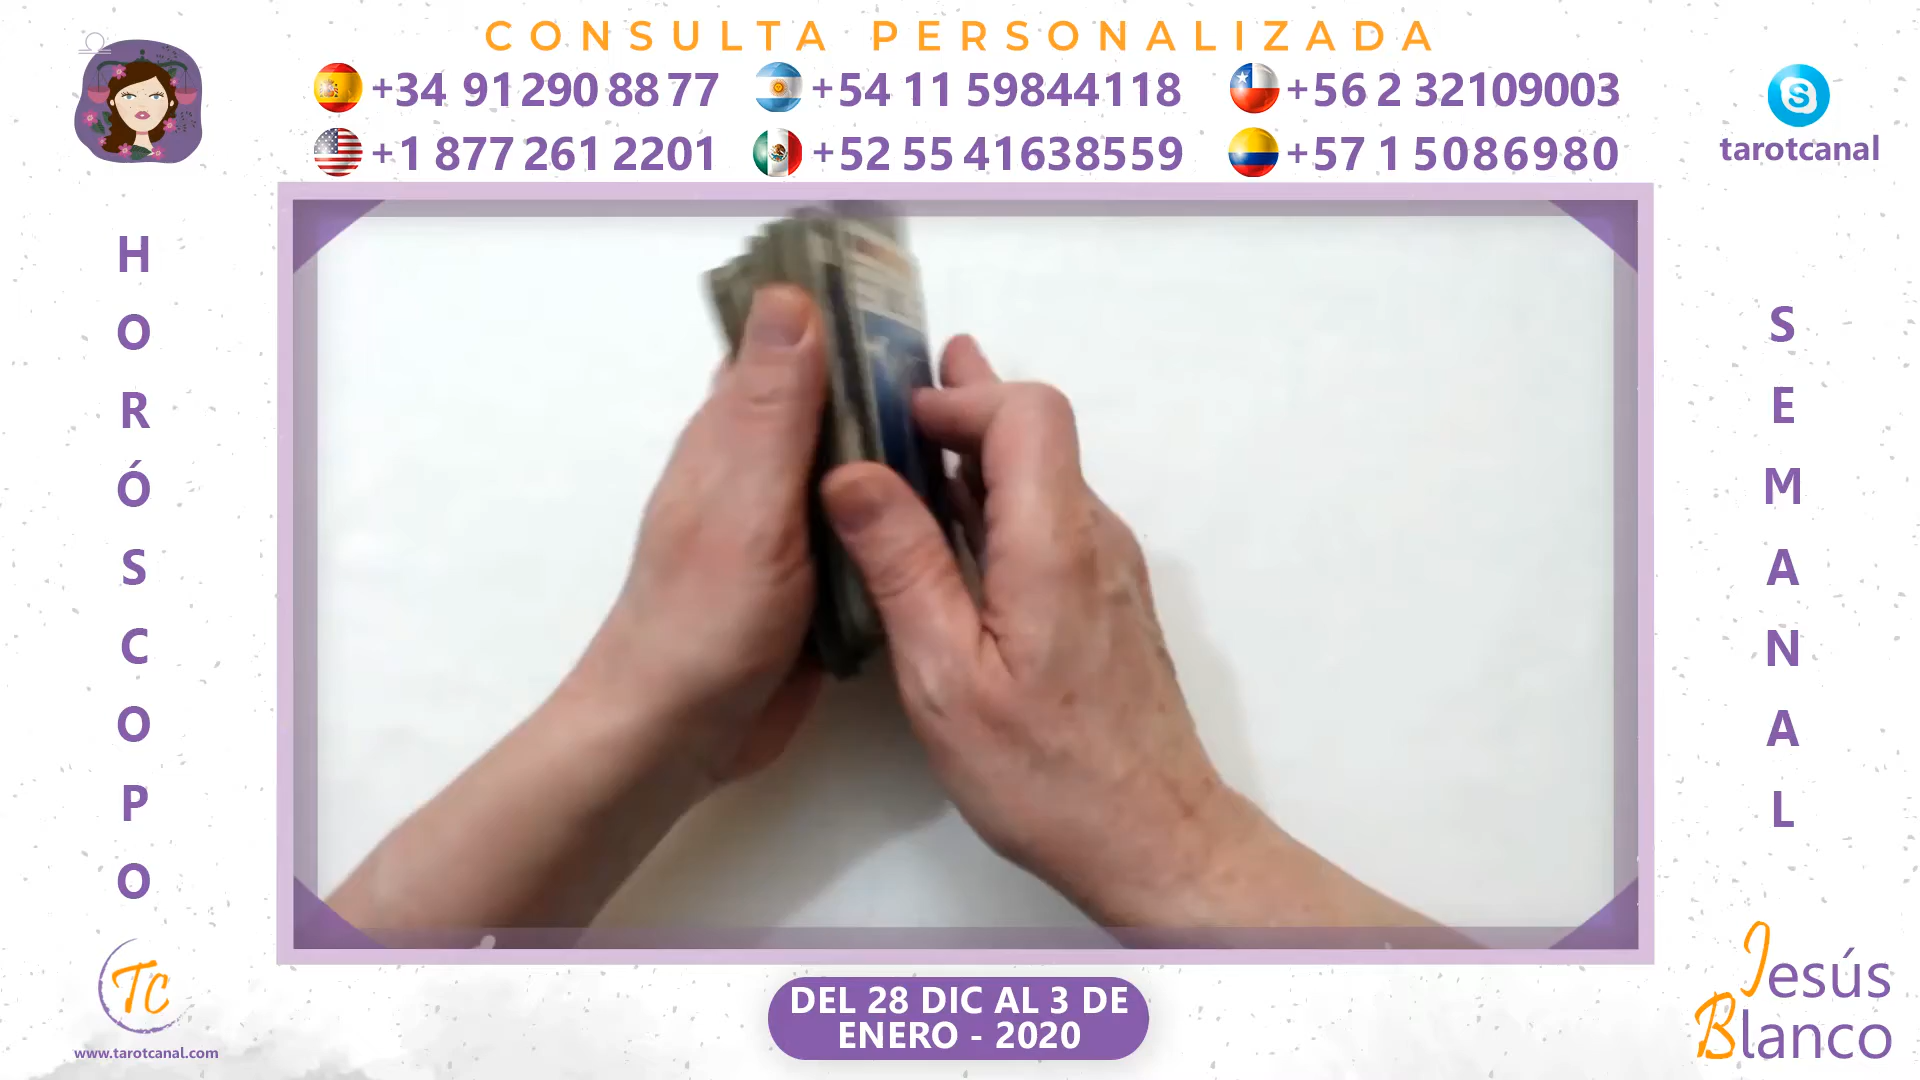 CONSULTA PERSONALIZADA
+34 91 290 88 77
+54 11 59844118
+56 2 32109003
+1 877 261 2201
+52 55 41638559
+57 1 5086980
S
tarotcanal
HORÓSCOPO
SEMANAL
TC
www.tarotcanal.com
DEL 28 DIC AL 3 DE
ENERO - 2020
Jesús
Blanco